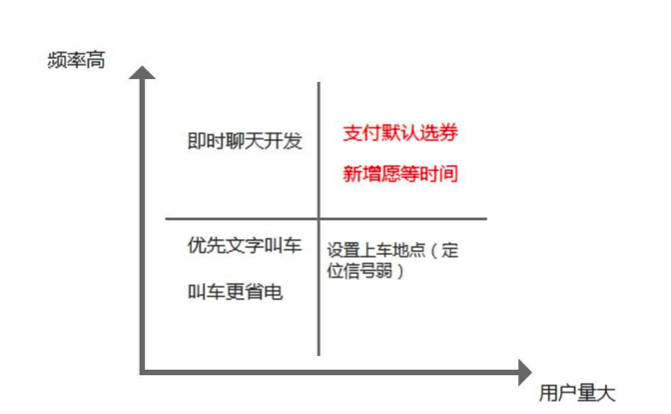 频率高
即时聊天开发
支付默认选券
新增愿等时间
优先文字叫车
叫车更省电
设置上车地点（定
位信号弱）
用户量大